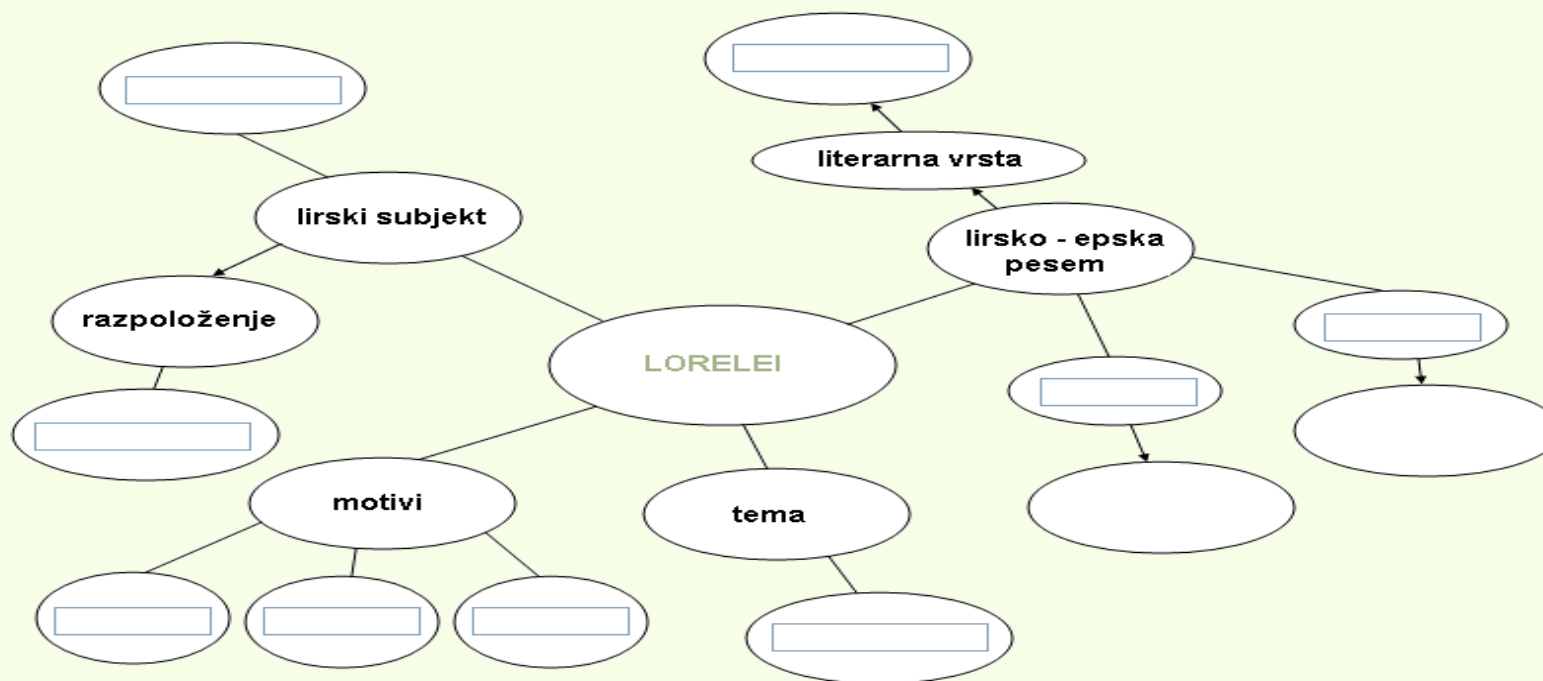 literarna vrsta
lirski subjekt
lirsko - epska
pesem
razpoloženje
LORELEI
motivi
tema